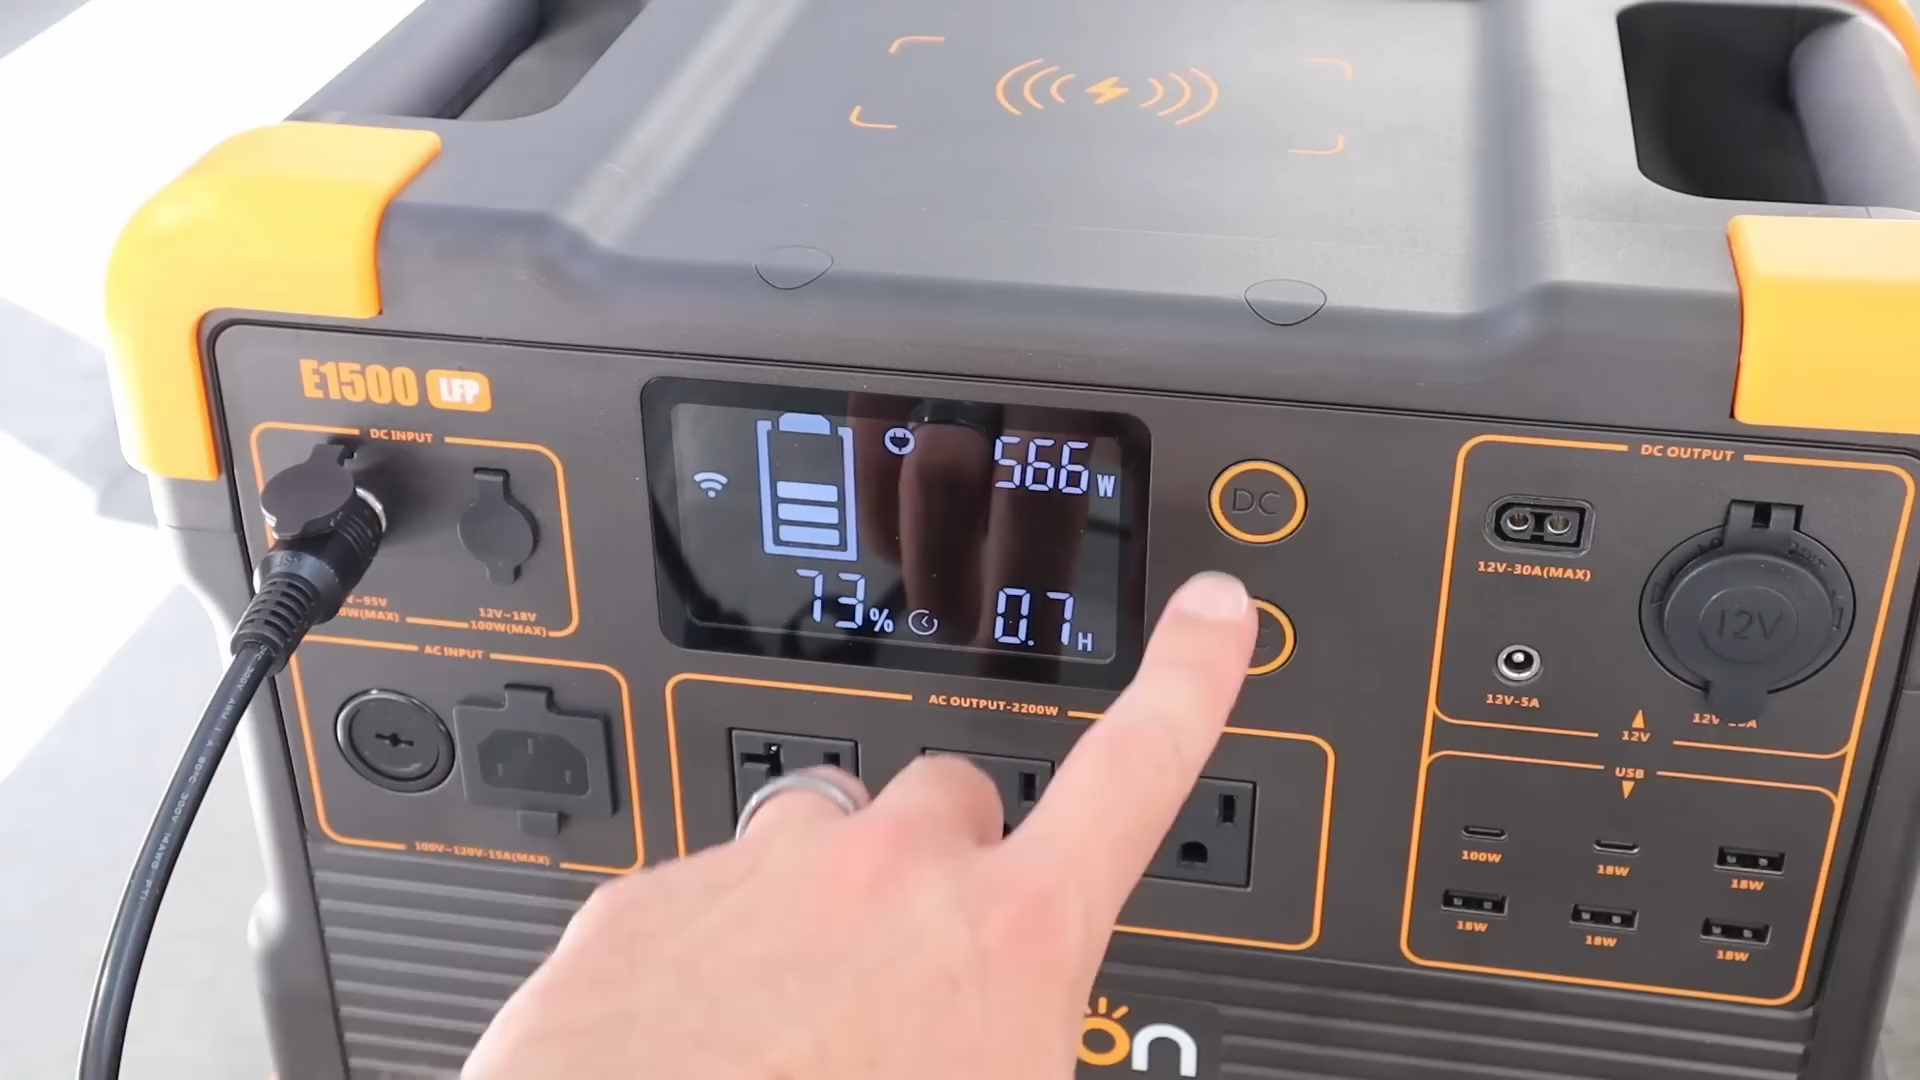 E1500 LFP
DC INPUT
12V-18V
100W(MAX)
AC INPUT
100V-120V-15A(MAX)
566W
73%
0.7H
DC
AC OUTPUT-2200W
DC OUTPUT
12V-30A(MAX)
12V
12V-5A
12V
USB
100W
18W
18W
18W
18W
18W
on